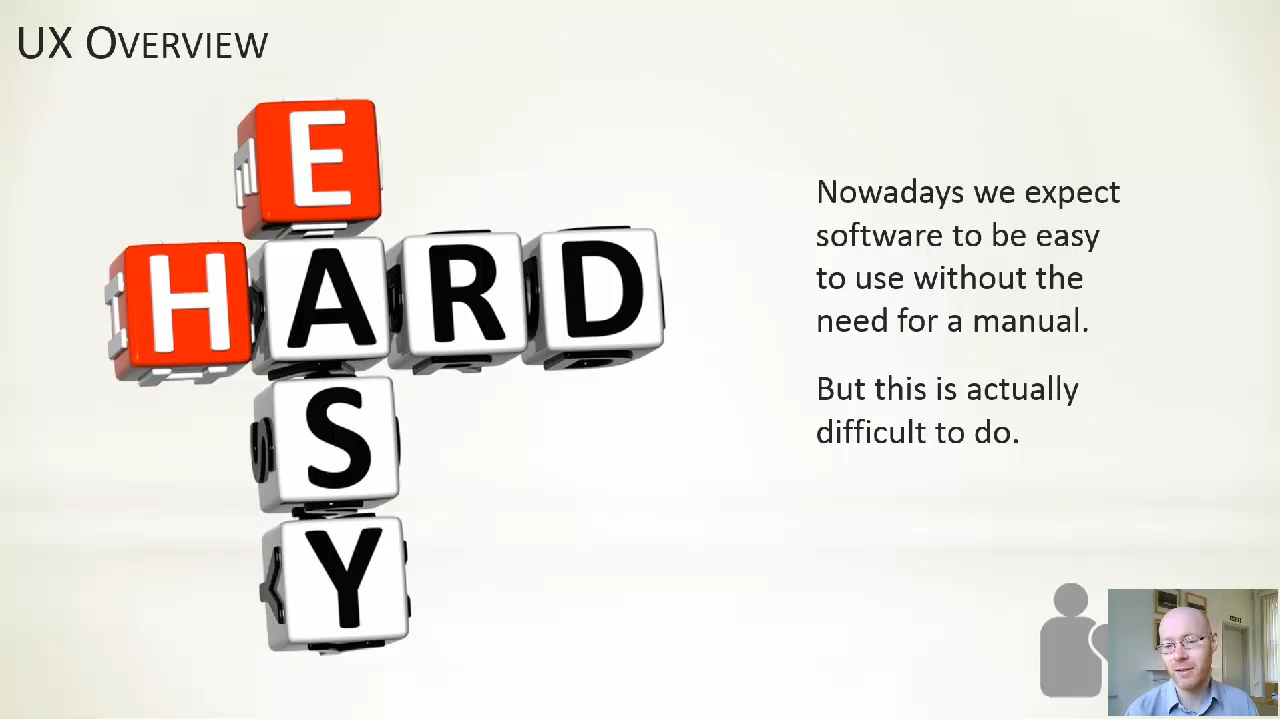 UX OVERVIEW
E
HARD
S
Y
Nowadays we expect
software to be easy
to use without the
need for a manual.
But this is actually
difficult to do.